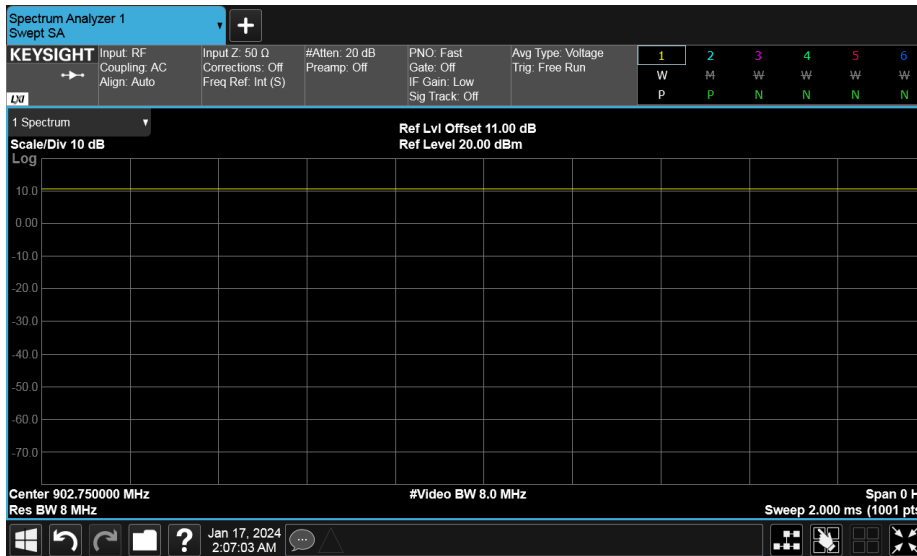 Spectrum Analyzer 1
Swept SA
+
KEYSIGHT
LXI
Input: RF
Coupling: AC
Align: Auto
Input Z: 50 Ω
Corrections: Off
Freq Ref: Int (S)
#Atten: 20 dB
Preamp: Off
PNO: Fast
Gate: Off
IF Gain: Low
Sig Track: Off
Avg Type: Voltage
Trig: Free Run
1 2 3 4 5 6
W M W W W W
P P N N N N
1 Spectrum
Scale/Div 10 dB
Ref Lvl Offset 11.00 dB
Ref Level 20.00 dBm
Log
10.0
0.00
-10.0
-20.0
-30.0
-40.0
-50.0
-60.0
-70.0
Center 902.750000 MHz
#Video BW 8.0 MHz
Span 0 H
Res BW 8 MHz
Sweep 2.000 ms (1001 pts
?
Jan 17, 2024
2:07:03 AM